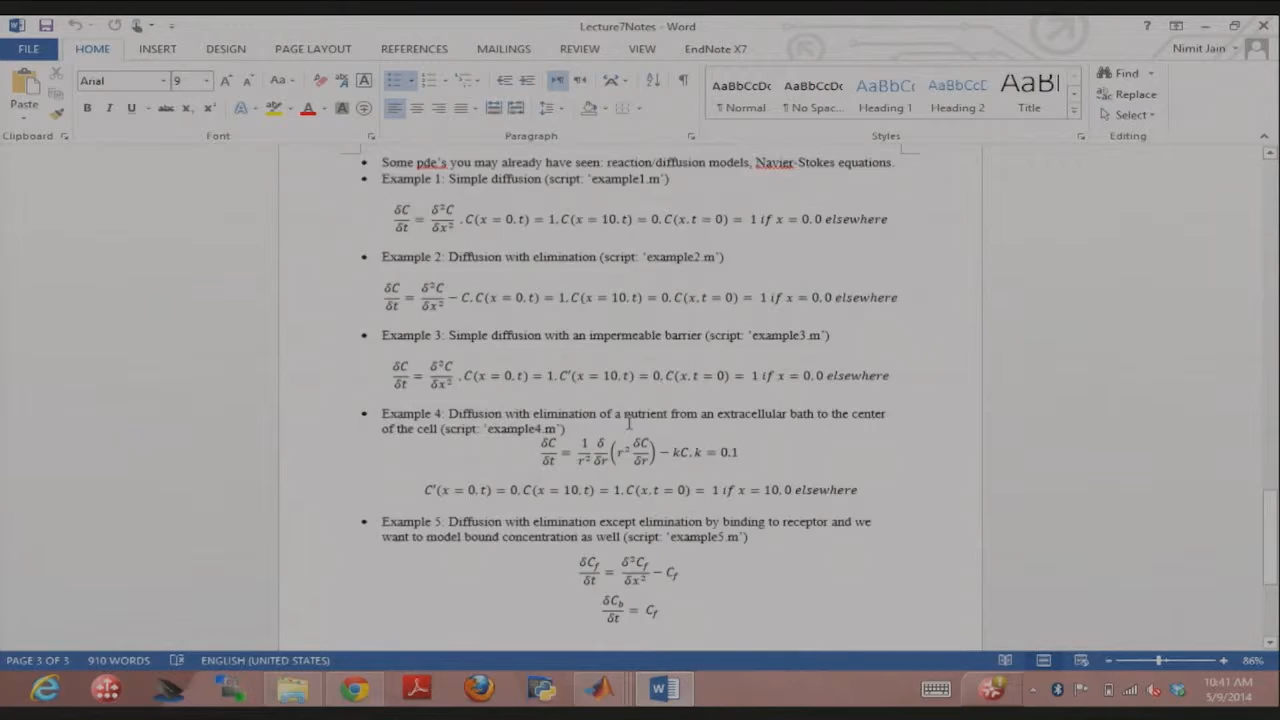 Lecture7Notes - Word
FILE HOME INSERT DESIGN PAGE LAYOUT REFERENCES MAILINGS REVIEW VIEW EndNote X7 Nimit Jain
Paste Arial 9 Find
AaBbCcDc AaBbCcDc AaBbC( AaBbCcD AaBI Replace
¶ Normal ¶ No Spac... Heading 1 Heading 2 Title
Select
Clipboard Font Paragraph Styles Editing
• Some pde's you may already have seen: reaction/diffusion models, Navier-Stokes equations.
• Example 1: Simple diffusion (script: 'example1.m')
δC/δt = δ²C/δx² , C(x = 0, t) = 1, C(x = 10, t) = 0, C(x, t = 0) = 1 if x = 0, 0 elsewhere
• Example 2: Diffusion with elimination (script: 'example2.m')
δC/δt = δ²C/δx² − C, C(x = 0, t) = 1, C(x = 10, t) = 0, C(x, t = 0) = 1 if x = 0, 0 elsewhere
• Example 3: Simple diffusion with an impermeable barrier (script: 'example3.m')
δC/δt = δ²C/δx² , C(x = 0, t) = 1, C'(x = 10, t) = 0, C(x, t = 0) = 1 if x = 0, 0 elsewhere
• Example 4: Diffusion with elimination of a nutrient from an extracellular bath to the center
of the cell (script: 'example4.m')
δC/δt = 1/r² δ/δr (r² δC/δr) − kC, k = 0.1
C'(x = 0, t) = 0, C(x = 10, t) = 1, C(x, t = 0) = 1 if x = 10, 0 elsewhere
• Example 5: Diffusion with elimination except elimination by binding to receptor and we
want to model bound concentration as well (script: 'example5.m')
δC_f/δt = δ²C_f/δx² − C_f
δC_b/δt = C_f
PAGE 3 OF 3 910 WORDS ENGLISH (UNITED STATES) 86%
10:41 AM
5/9/2014